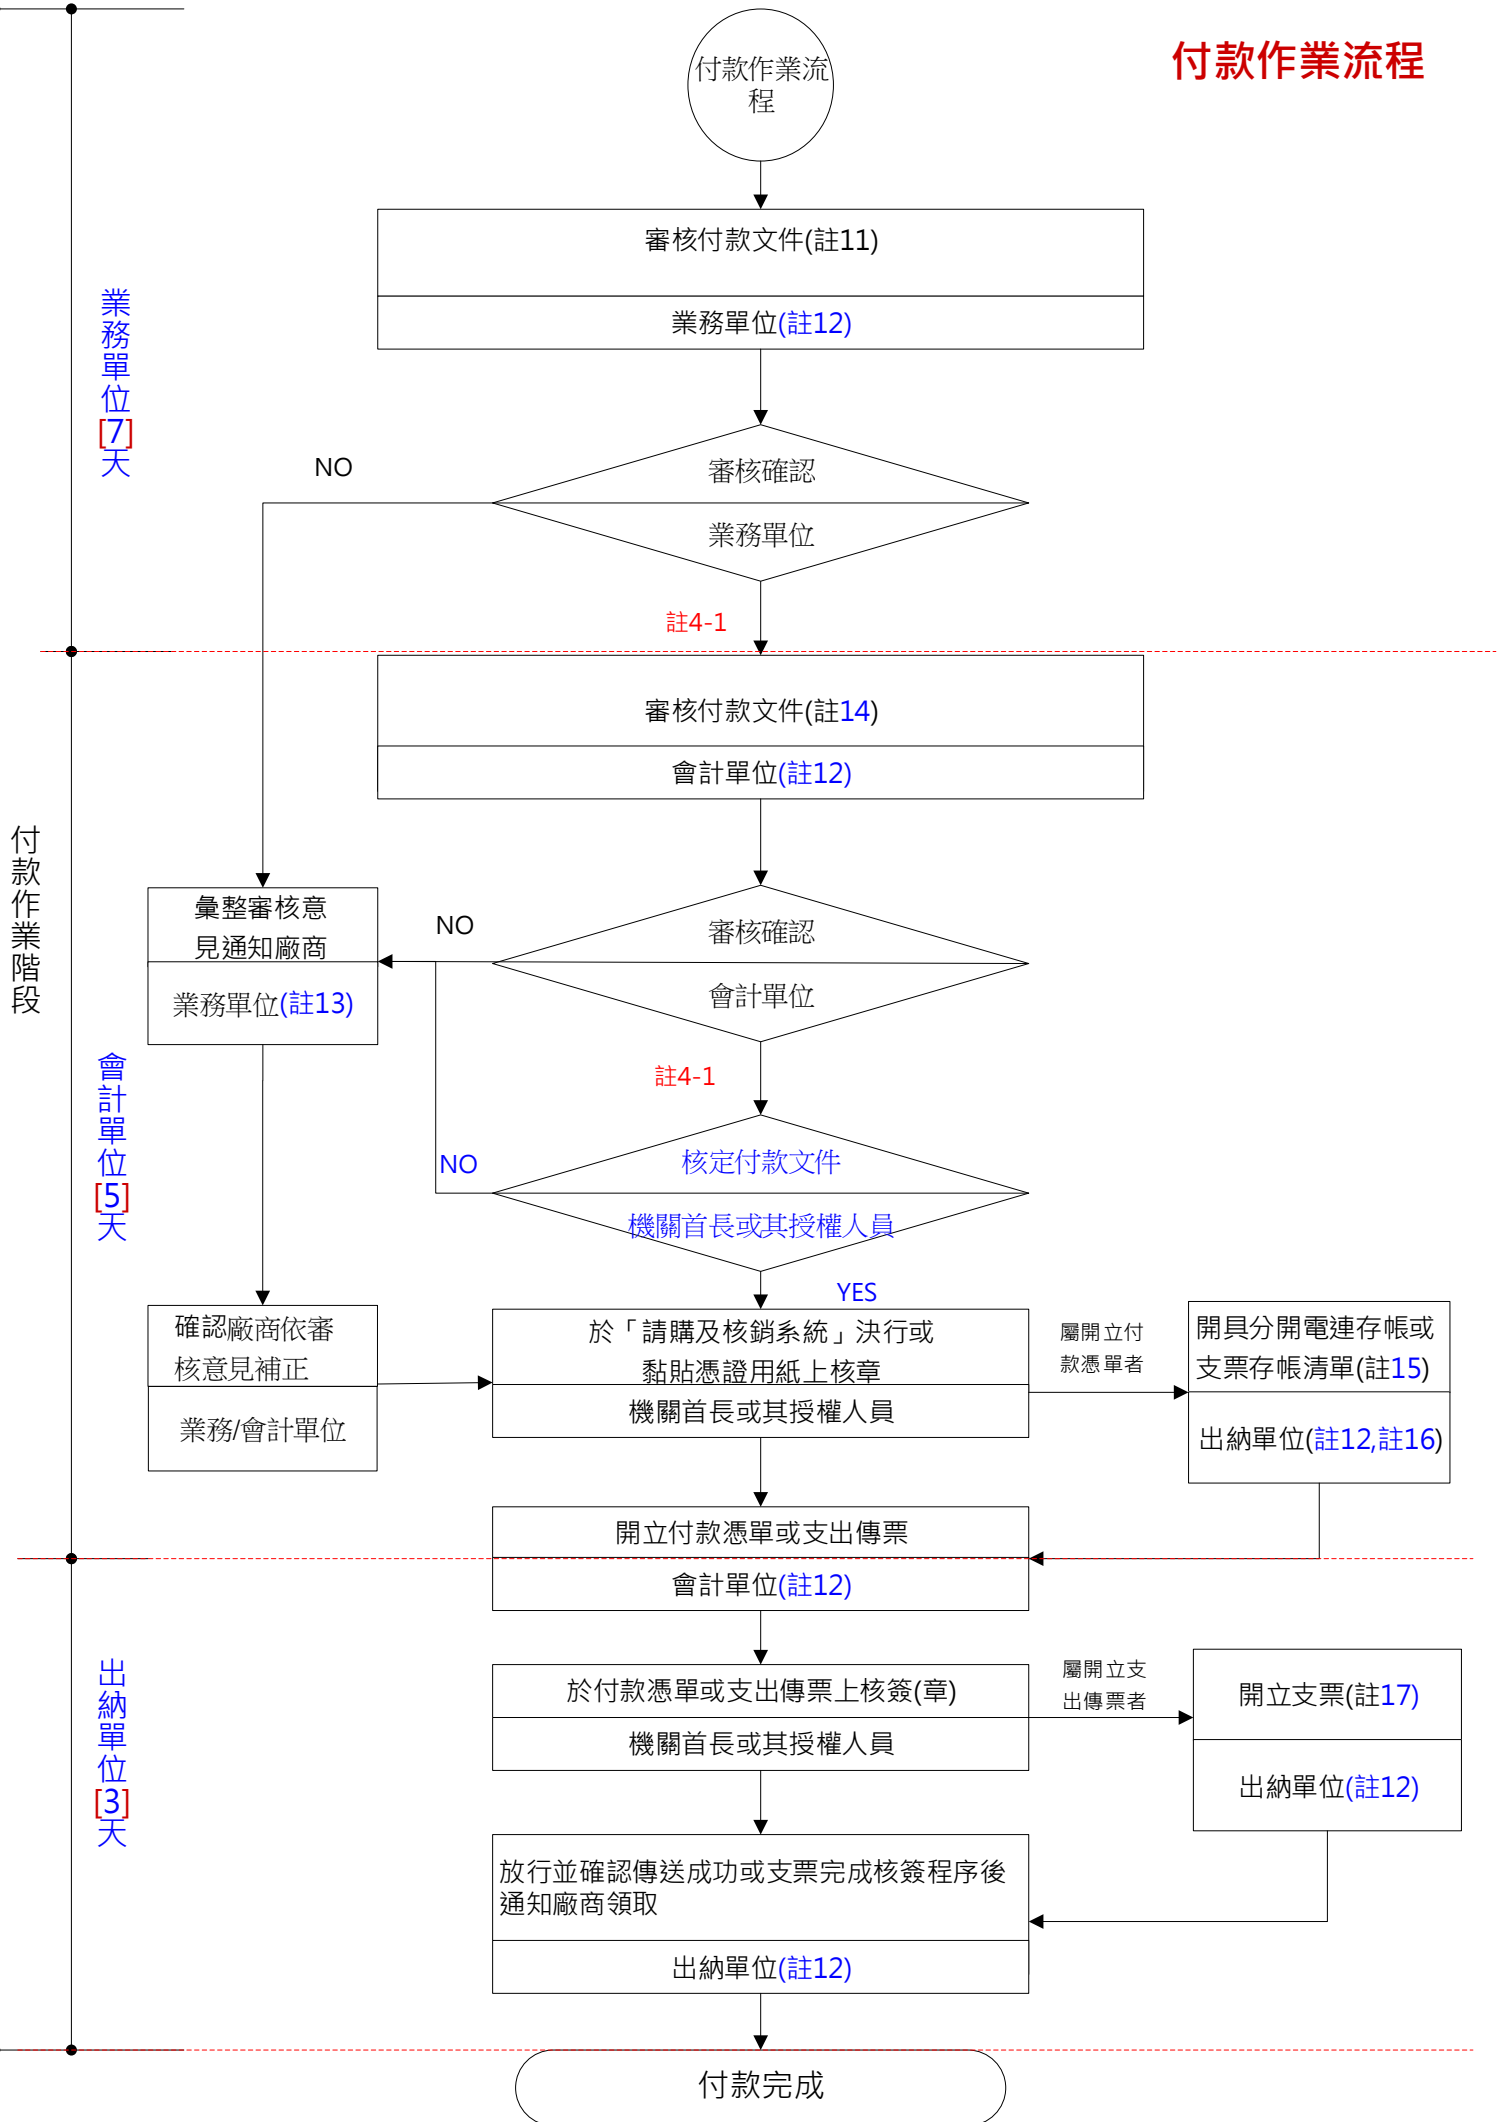 付款作業流程
付款作業流
程
審核付款文件(註11)
業務單位(註12)
業務單位[7]天
審核確認
業務單位
NO
註4-1
審核付款文件(註14)
會計單位(註12)
付款作業階段
彙整審核意
見通知廠商
業務單位(註13)
NO
審核確認
會計單位
註4-1
會計單位[5]天
NO
核定付款文件
機關首長或其授權人員
YES
確認廠商依審
核意見補正
業務/會計單位
於「請購及核銷系統」決行或
黏貼憑證用紙上核章
機關首長或其授權人員
屬開立付
款憑單者
開具分開電連存帳或
支票存帳清單(註15)
出納單位(註12,註16)
開立付款憑單或支出傳票
會計單位(註12)
出納單位[3]天
於付款憑單或支出傳票上核簽(章)
機關首長或其授權人員
屬開立支
出傳票者
開立支票(註17)
出納單位(註12)
放行並確認傳送成功或支票完成核簽程序後
通知廠商領取
出納單位(註12)
付款完成